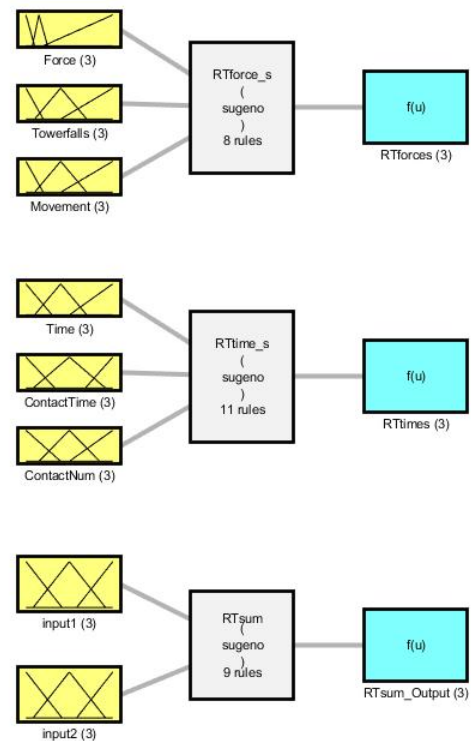 Force (3)
Towerfalls (3)
Movement (3)
RTforce_s
(
sugeno
)
8 rules
f(u)
RTforces (3)
Time (3)
ContactTime (3)
ContactNum (3)
RTtime_s
(
sugeno
)
11 rules
f(u)
RTtimes (3)
input1 (3)
input2 (3)
RTsum
(
sugeno
)
9 rules
f(u)
RTsum_Output (3)